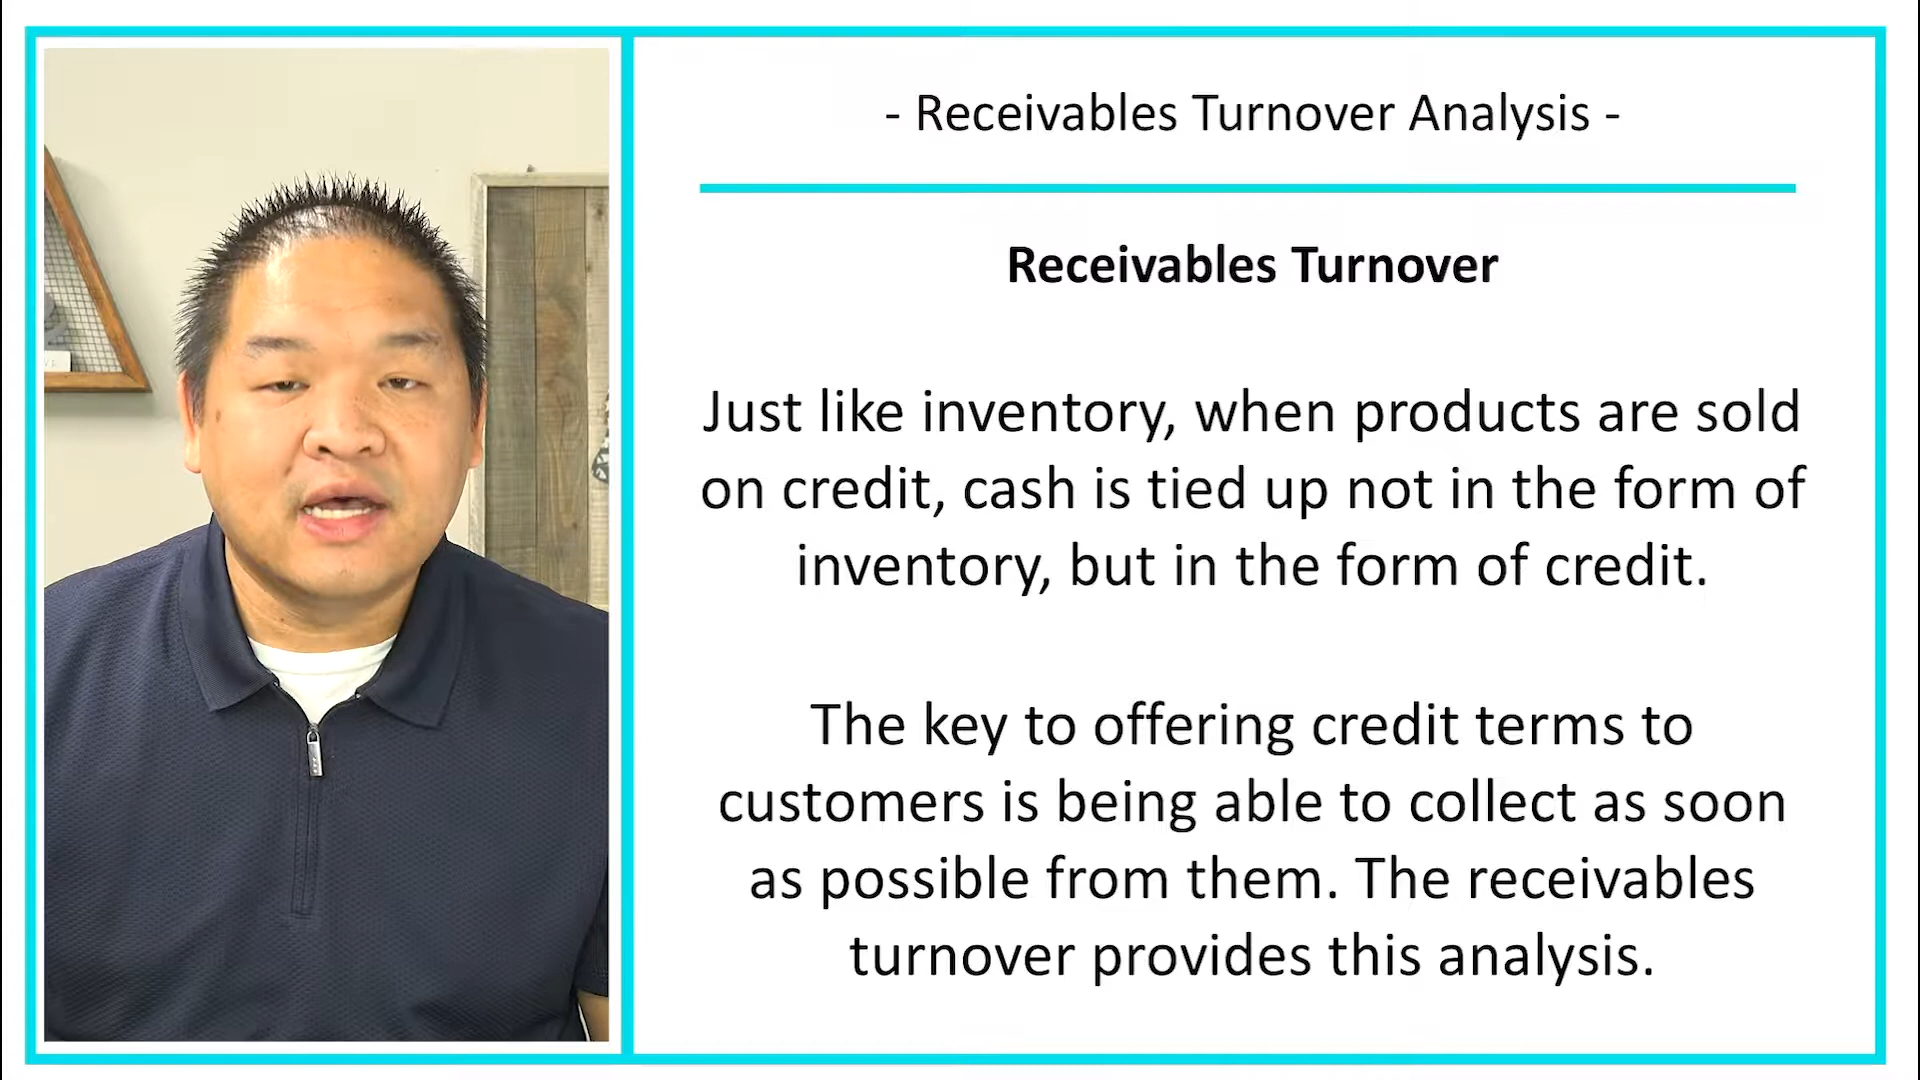 - Receivables Turnover Analysis -
Receivables Turnover
Just like inventory, when products are sold
on credit, cash is tied up not in the form of
inventory, but in the form of credit.
The key to offering credit terms to
customers is being able to collect as soon
as possible from them. The receivables
turnover provides this analysis.